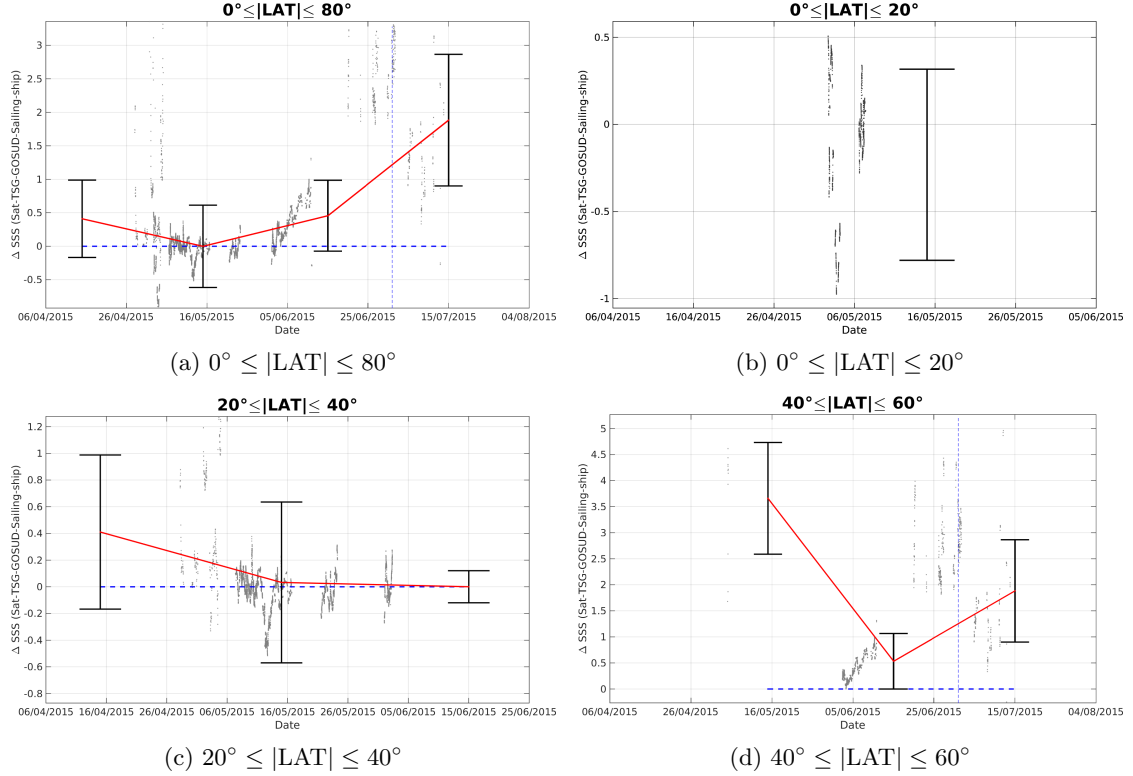 0°≤|LAT|≤ 80°
Δ SSS (Sat-TSG-GOSUD-Sailing-ship)
3
2.5
2
1.5
1
0.5
0
-0.5
06/04/2015 26/04/2015 16/05/2015 05/06/2015 25/06/2015 15/07/2015 04/08/2015
Date
(a) 0° ≤ |LAT| ≤ 80°
0°≤|LAT|≤ 20°
Δ SSS (Sat-TSG-GOSUD-Sailing-ship)
0.5
0
-0.5
-1
06/04/2015 16/04/2015 26/04/2015 06/05/2015 16/05/2015 26/05/2015 05/06/2015
Date
(b) 0° ≤ |LAT| ≤ 20°
20°≤|LAT|≤ 40°
Δ SSS (Sat-TSG-GOSUD-Sailing-ship)
1.2
1
0.8
0.6
0.4
0.2
0
-0.2
-0.4
-0.6
-0.8
06/04/2015 16/04/2015 26/04/2015 06/05/2015 16/05/2015 26/05/2015 05/06/2015 15/06/2015 25/06/2015
Date
(c) 20° ≤ |LAT| ≤ 40°
40°≤|LAT|≤ 60°
Δ SSS (Sat-TSG-GOSUD-Sailing-ship)
5
4.5
4
3.5
3
2.5
2
1.5
1
0.5
0
06/04/2015 26/04/2015 16/05/2015 05/06/2015 25/06/2015 15/07/2015 04/08/2015
Date
(d) 40° ≤ |LAT| ≤ 60°